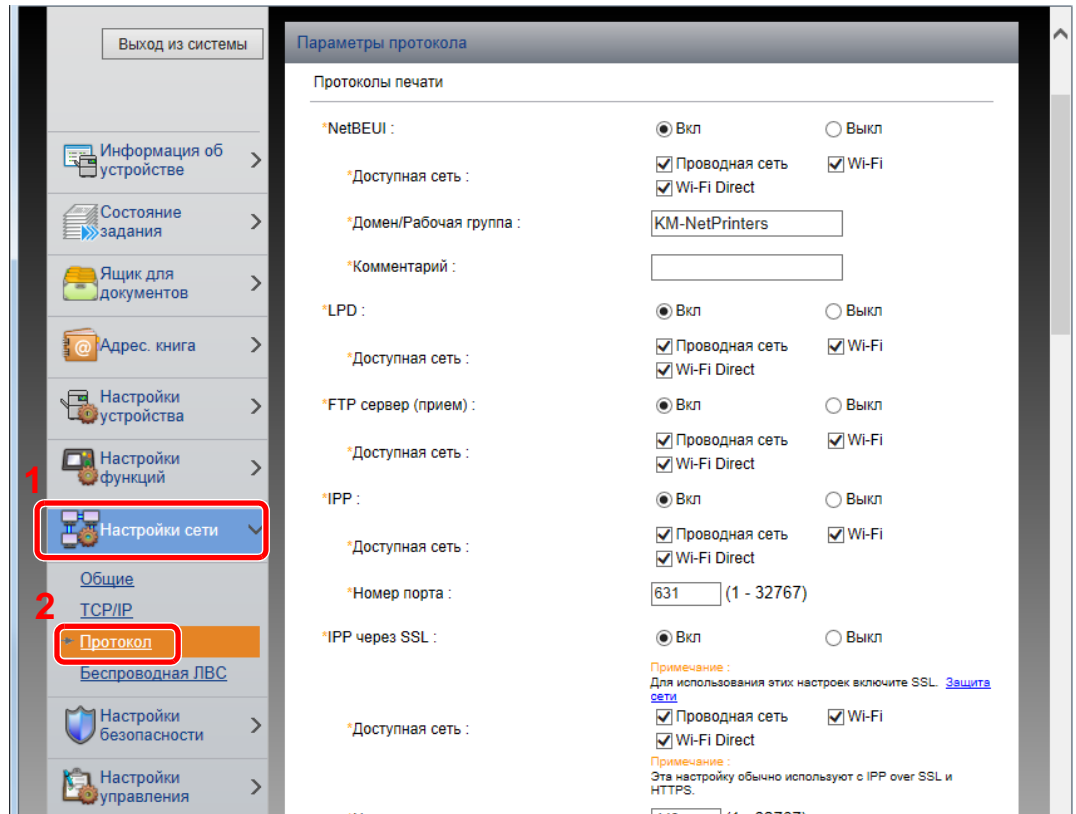 Выход из системы
Информация об
устройстве
Состояние
задания
Ящик для
документов
Адрес. книга
Настройки
устройства
Настройки
функций
1
Настройки сети
Общие
2
TCP/IP
Протокол
Беспроводная ЛВС
Настройки
безопасности
Настройки
управления
Параметры протокола
Протоколы печати
*NetBEUI : Вкл Выкл
*Доступная сеть : Проводная сеть Wi-Fi
Wi-Fi Direct
*Домен/Рабочая группа : KM-NetPrinters
*Комментарий :
*LPD : Вкл Выкл
*Доступная сеть : Проводная сеть Wi-Fi
Wi-Fi Direct
*FTP сервер (прием) : Вкл Выкл
*Доступная сеть : Проводная сеть Wi-Fi
Wi-Fi Direct
*IPP : Вкл Выкл
*Доступная сеть : Проводная сеть Wi-Fi
Wi-Fi Direct
*Номер порта : 631 (1 - 32767)
*IPP через SSL : Вкл Выкл
Примечание :
Для использования этих настроек включите SSL. Защита
сети
*Доступная сеть : Проводная сеть Wi-Fi
Wi-Fi Direct
Примечание :
Эта настройку обычно используют с IPP over SSL и
HTTPS.